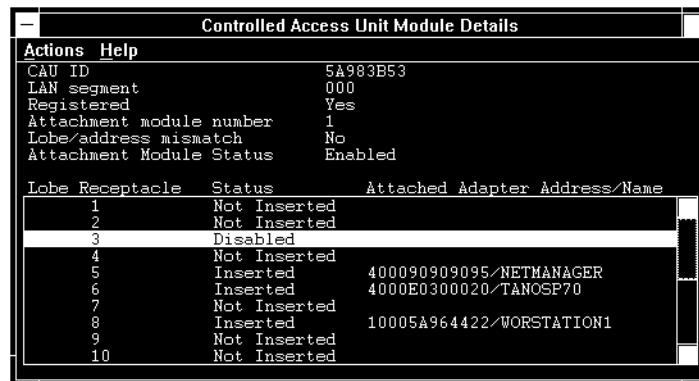 Controlled Access Unit Module Details
Actions Help
CAU ID 5A983B53
LAN segment 000
Registered Yes
Attachment module number 1
Lobe/address mismatch No
Attachment Module Status Enabled
Lobe Receptacle Status Attached Adapter Address/Name
1 Not Inserted
2 Not Inserted
3 Disabled
4 Not Inserted
5 Inserted 400090909095/NETMANAGER
6 Inserted 4000E0300020/TANOSP70
7 Not Inserted
8 Inserted 10005A964422/WORSTATION1
9 Not Inserted
10 Not Inserted